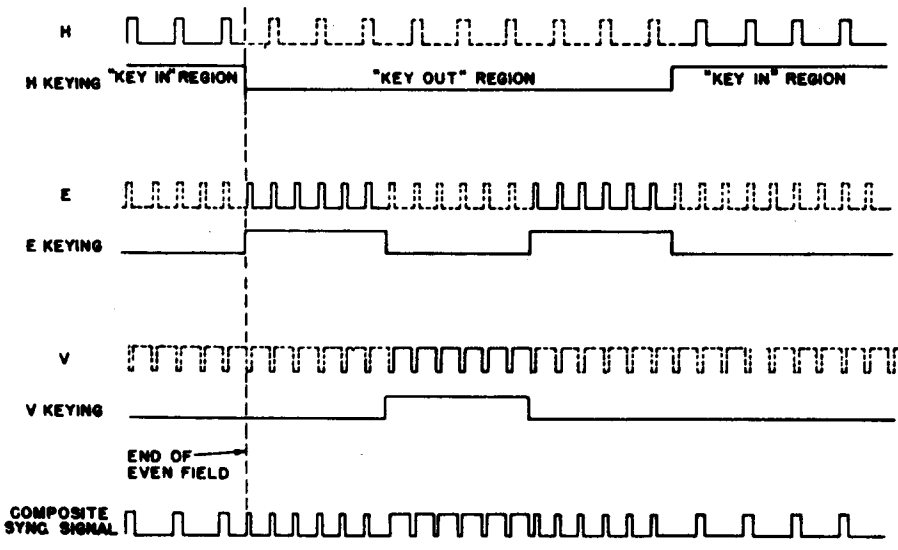 H
H KEYING
"KEY IN" REGION
"KEY OUT" REGION
"KEY IN" REGION
E
E KEYING
V
V KEYING
END OF
EVEN FIELD
COMPOSITE
SYNC. SIGNAL